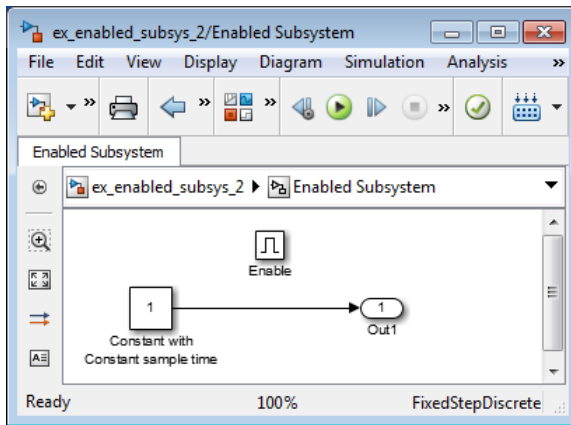 ex_enabled_subsys_2/Enabled Subsystem
File Edit View Display Diagram Simulation Analysis »
» » » »
Enabled Subsystem
ex_enabled_subsys_2 Enabled Subsystem
Enable
1 1
Out1
Constant with
Constant sample time
A
Ready 100% FixedStepDiscrete